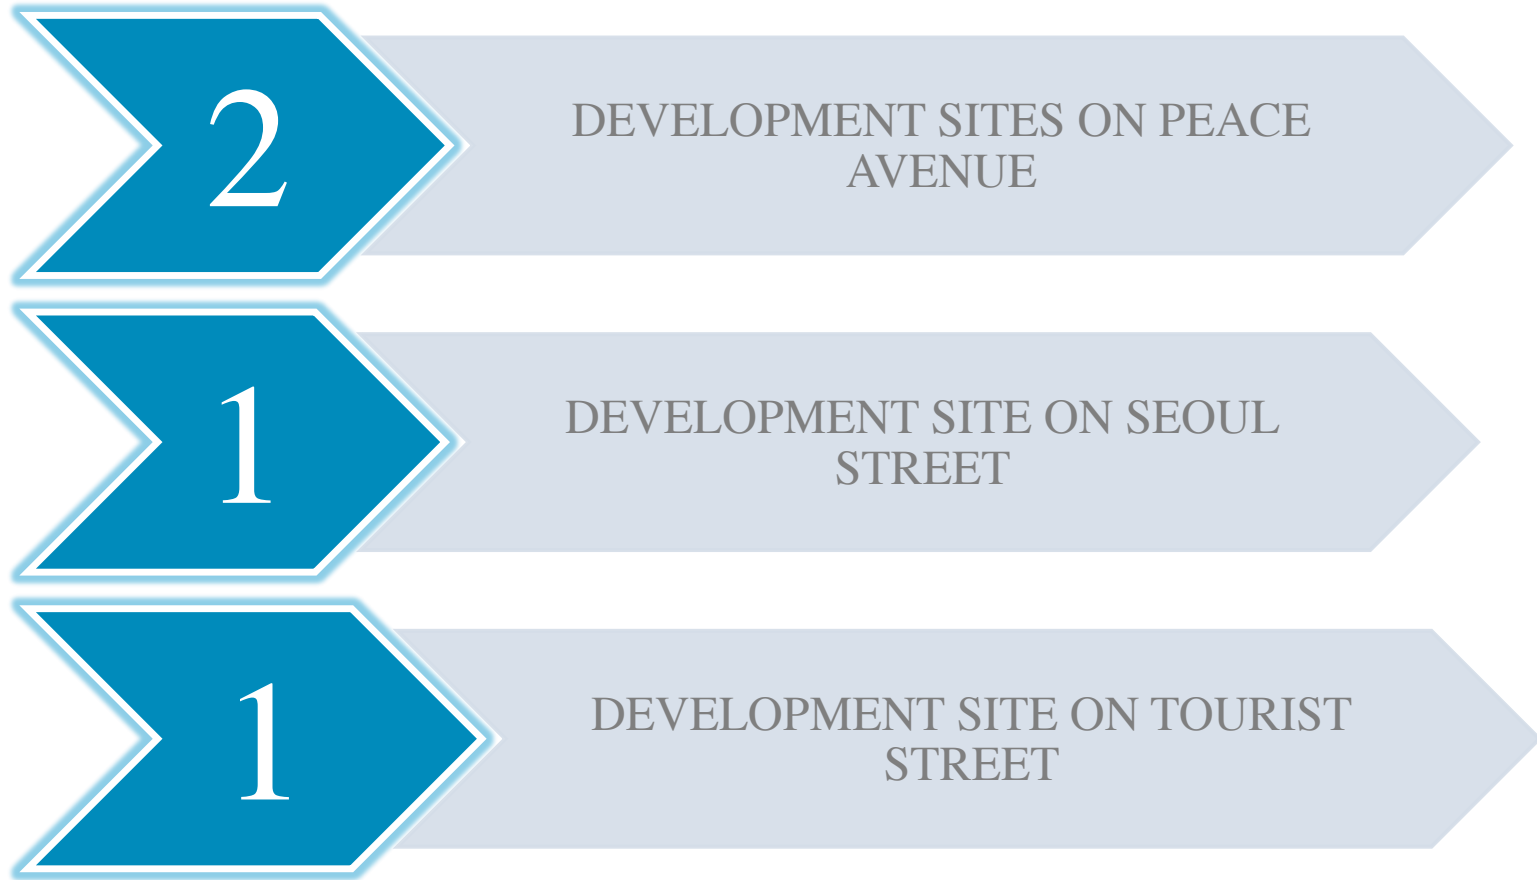 2
DEVELOPMENT SITES ON PEACE
AVENUE
1
DEVELOPMENT SITE ON SEOUL
STREET
1
DEVELOPMENT SITE ON TOURIST
STREET